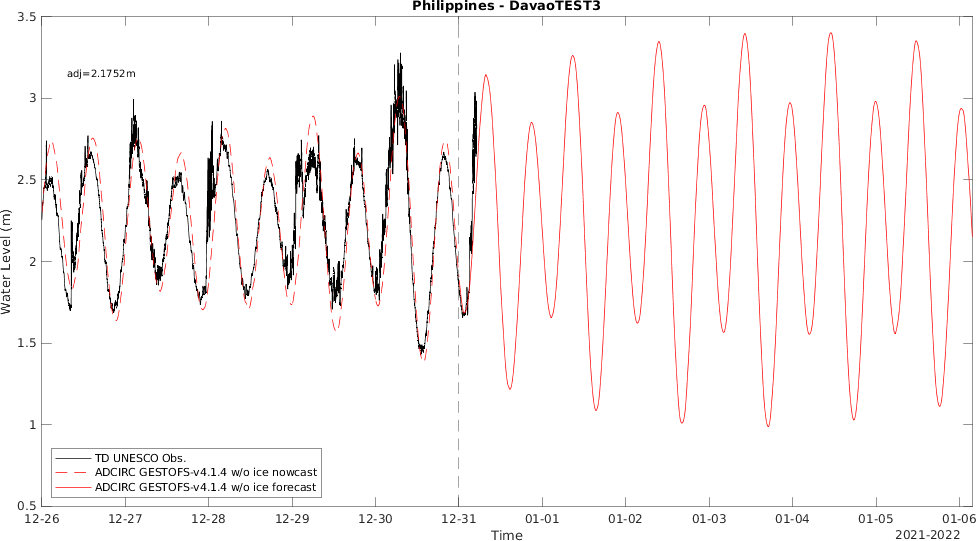 Philippines - DavaoTEST3
3.5
3
2.5
2
1.5
1
0.5
Water Level (m)
adj=2.1752m
TD UNESCO Obs.
ADCIRC GESTOFS-v4.1.4 w/o ice nowcast
ADCIRC GESTOFS-v4.1.4 w/o ice forecast
12-26 12-27 12-28 12-29 12-30 12-31 01-01 01-02 01-03 01-04 01-05 01-06
Time
2021-2022